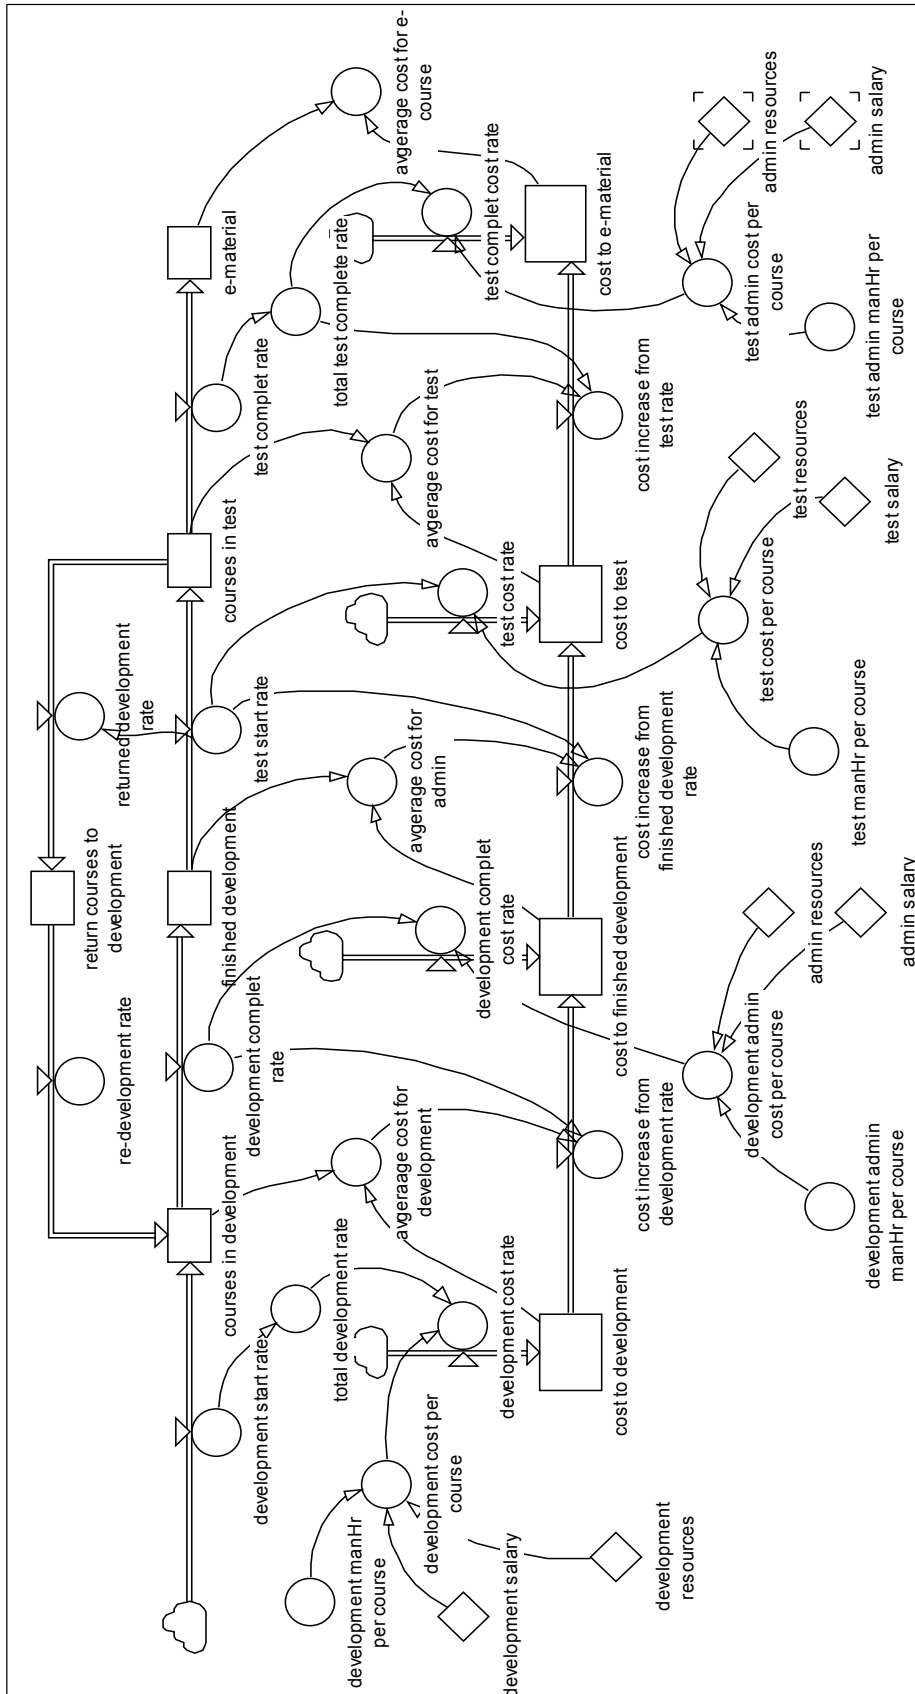 return courses to
development
re-development rate
returned development
rate
courses in development
finished development
courses in test
e-material
development start rate
development complet
rate
test start rate
test complet rate
total development rate
avgeraage cost for
development
avgerage cost for
admin
avgerage cost for test
total test complete rate
avgerage cost for e-
course
development manHr
per course
development cost per
course
development cost rate
development complet
cost rate
test cost rate
test complet cost rate
development salary
development
resources
cost to development
cost increase from
development rate
cost to finished development
cost increase from
finished development
rate
cost to test
cost increase from
test rate
cost to e-material
development admin
cost per course
admin resources
test cost per course
test resources
test admin cost per
course
admin resources
development admin
manHr per course
admin salary
test manHr per course
test salary
test admin manHr per
course
admin salary